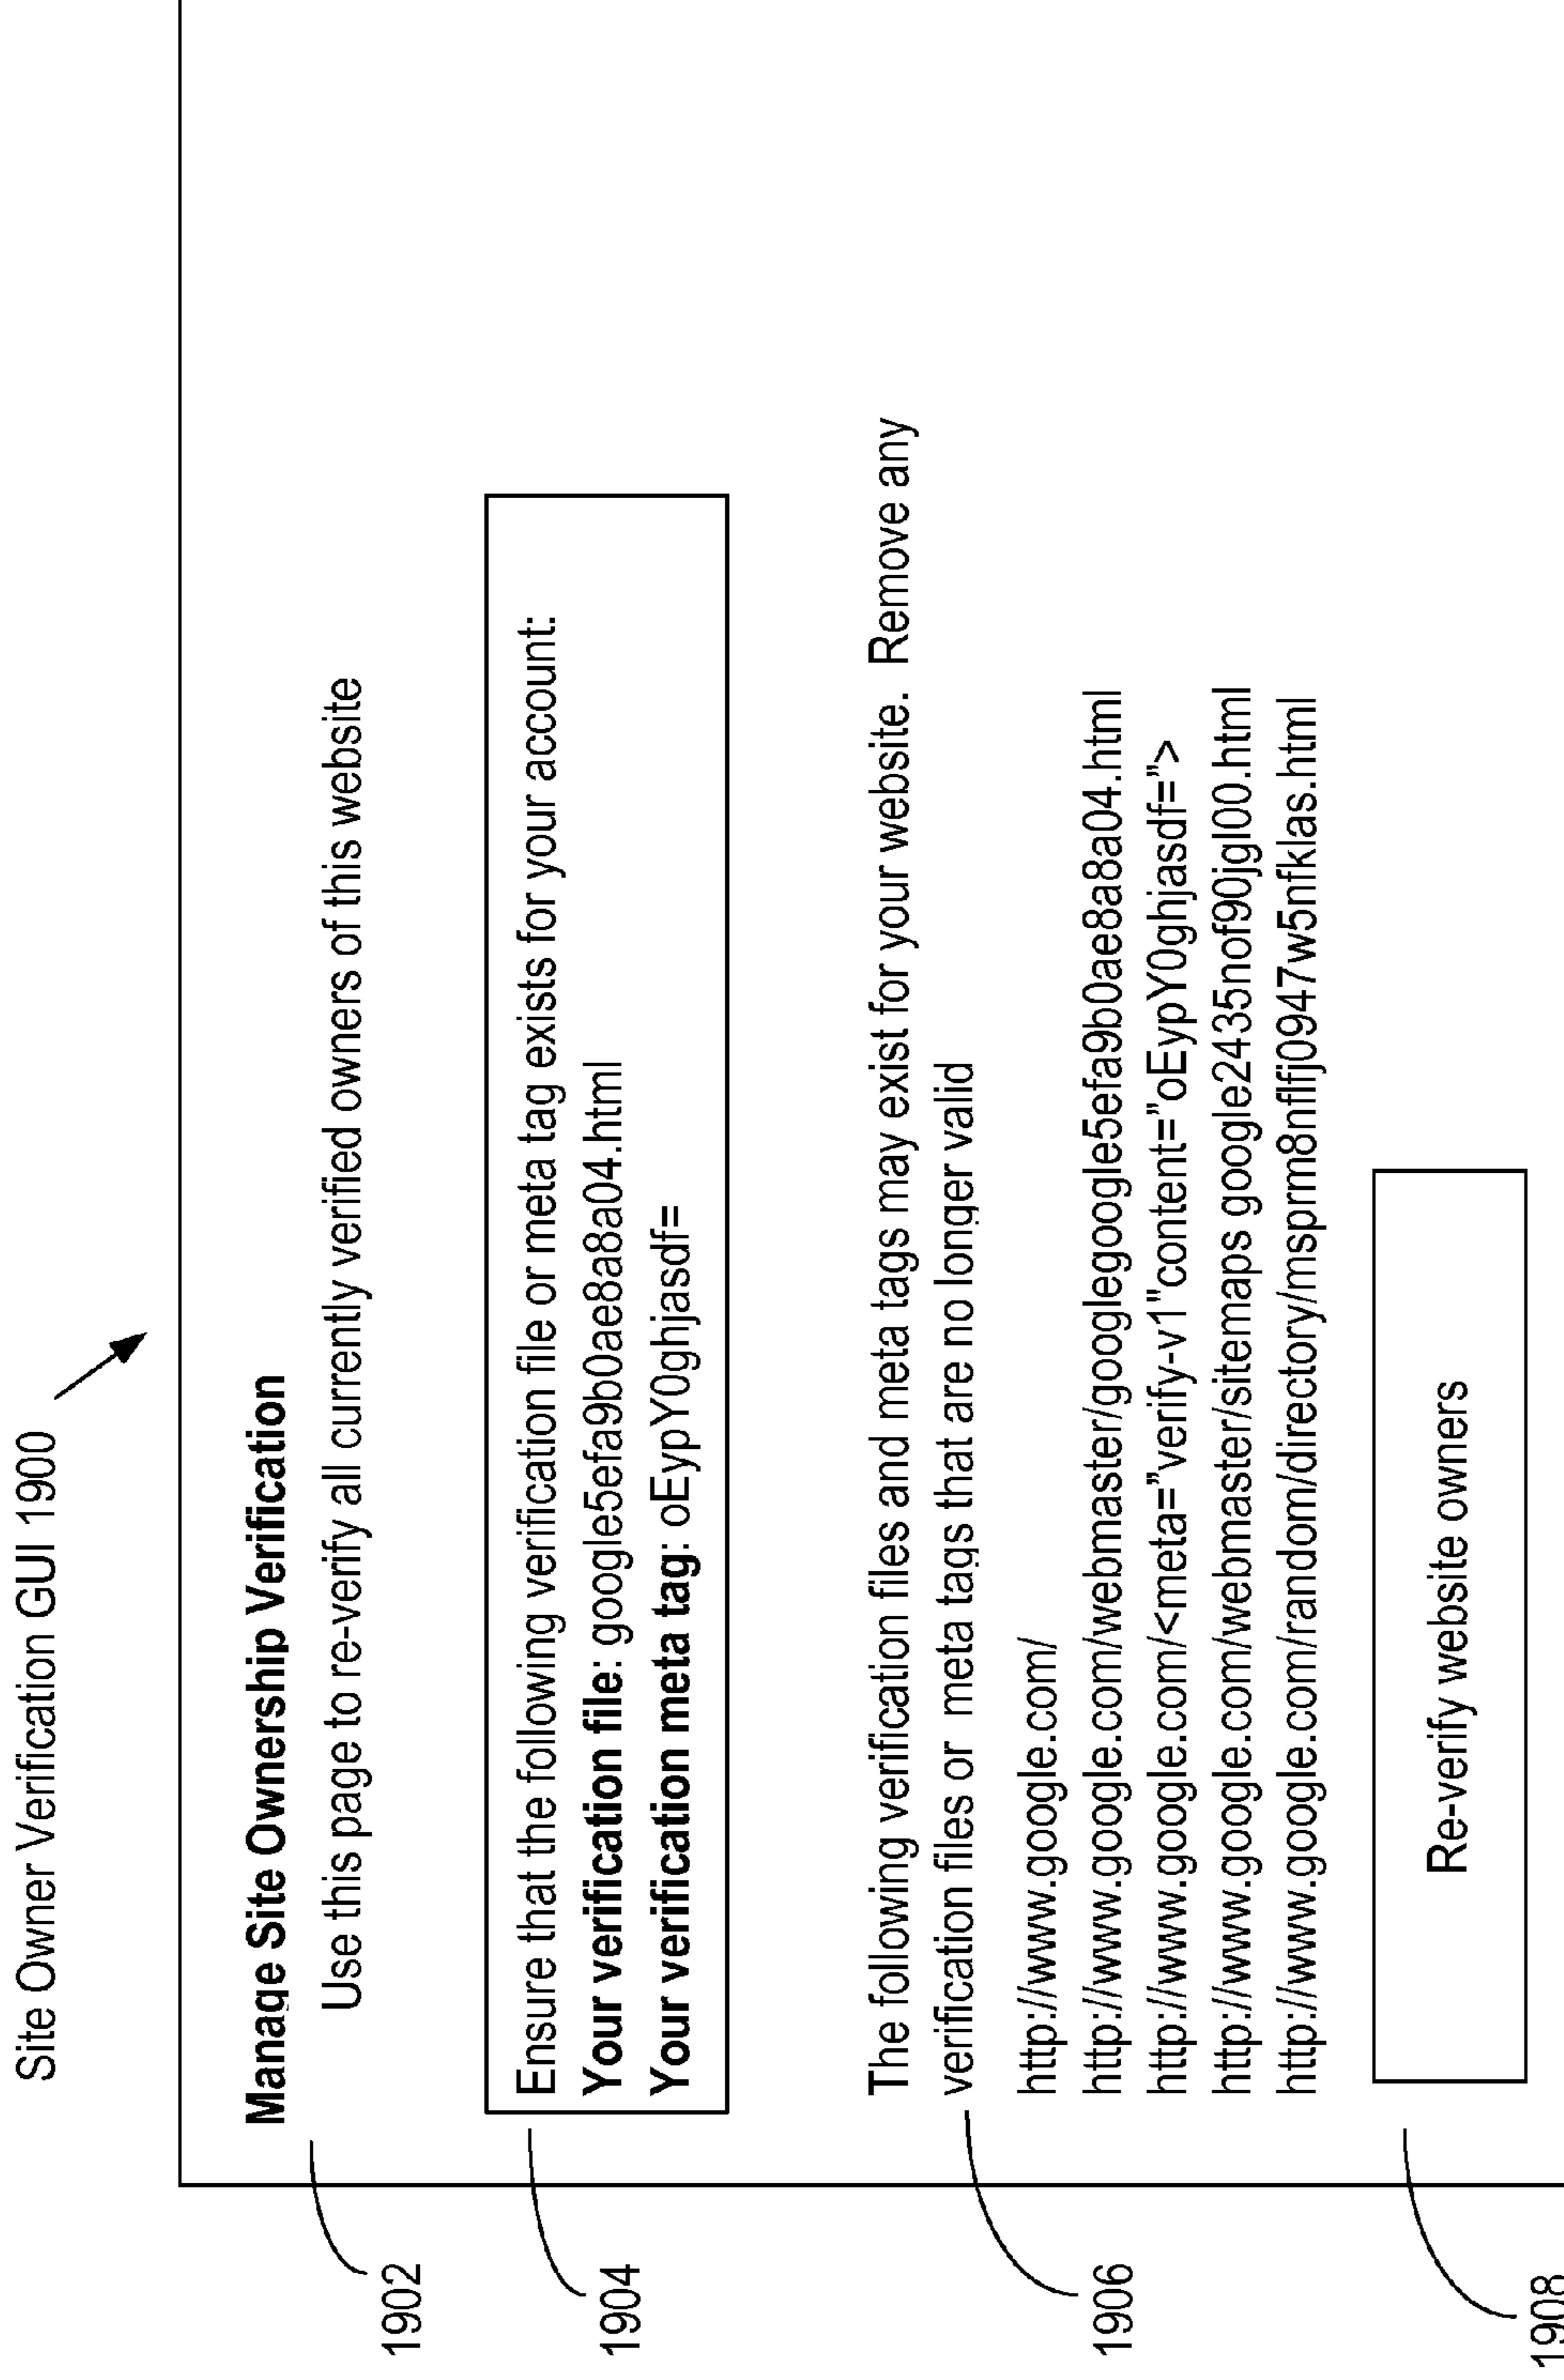 Site Owner Verification GUI 1900
Manage Site Ownership Verification
Use this page to re-verify all currently verified owners of this website
1902
Ensure that the following verification file or meta tag exists for your account:
Your verification file: google5efa9b0ae8a8a04.html
Your verification meta tag: oEypY0ghjasdf=
1904
The following verification files and meta tags may exist for your website. Remove any
verification files or meta tags that are no longer valid
1906
http://www.google.com/
http://www.google.com/webmaster/googlegoogle5efa9b0ae8a8a04.html
http://www.google.com/<meta=”verify-v1”content=”oEypY0ghjasdf=”>
http://www.google.com/webmaster/sitemaps google2435nof90jgl00.html
http://www.google.com/random/directory/msprm8nflfj0947w5nfklas.html
Re-verify website owners
1908